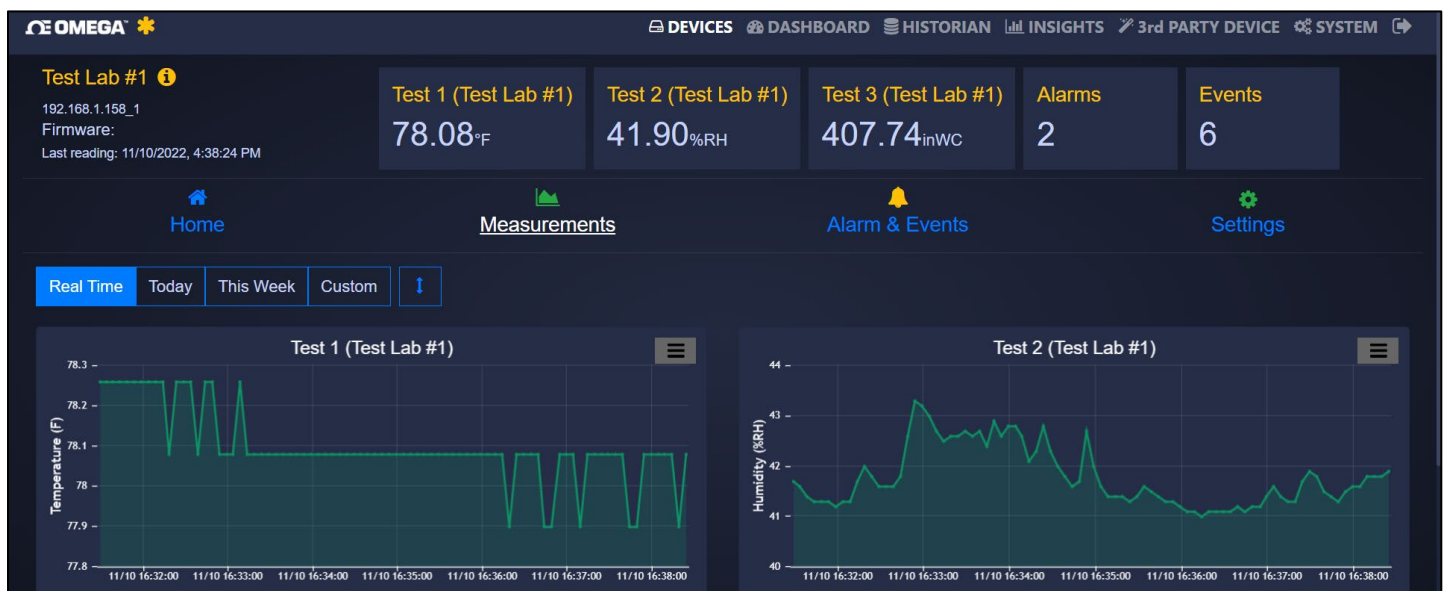 OMEGA™
DEVICES DASHBOARD HISTORIAN INSIGHTS 3rd PARTY DEVICE SYSTEM
Test Lab #1
192.168.1.158_1
Firmware:
Last reading: 11/10/2022, 4:38:24 PM
Test 1 (Test Lab #1)
78.08°F
Test 2 (Test Lab #1)
41.90%RH
Test 3 (Test Lab #1)
407.74inWC
Alarms
2
Events
6
Home
Measurements
Alarm & Events
Settings
Real Time Today This Week Custom
Test 1 (Test Lab #1)
Temperature (F)
78.3
78.2
78.1
78
77.9
77.8
11/10 16:32:00 11/10 16:33:00 11/10 16:34:00 11/10 16:35:00 11/10 16:36:00 11/10 16:37:00 11/10 16:38:00
Test 2 (Test Lab #1)
Humidity (%RH)
44
43
42
41
40
11/10 16:32:00 11/10 16:33:00 11/10 16:34:00 11/10 16:35:00 11/10 16:36:00 11/10 16:37:00 11/10 16:38:00